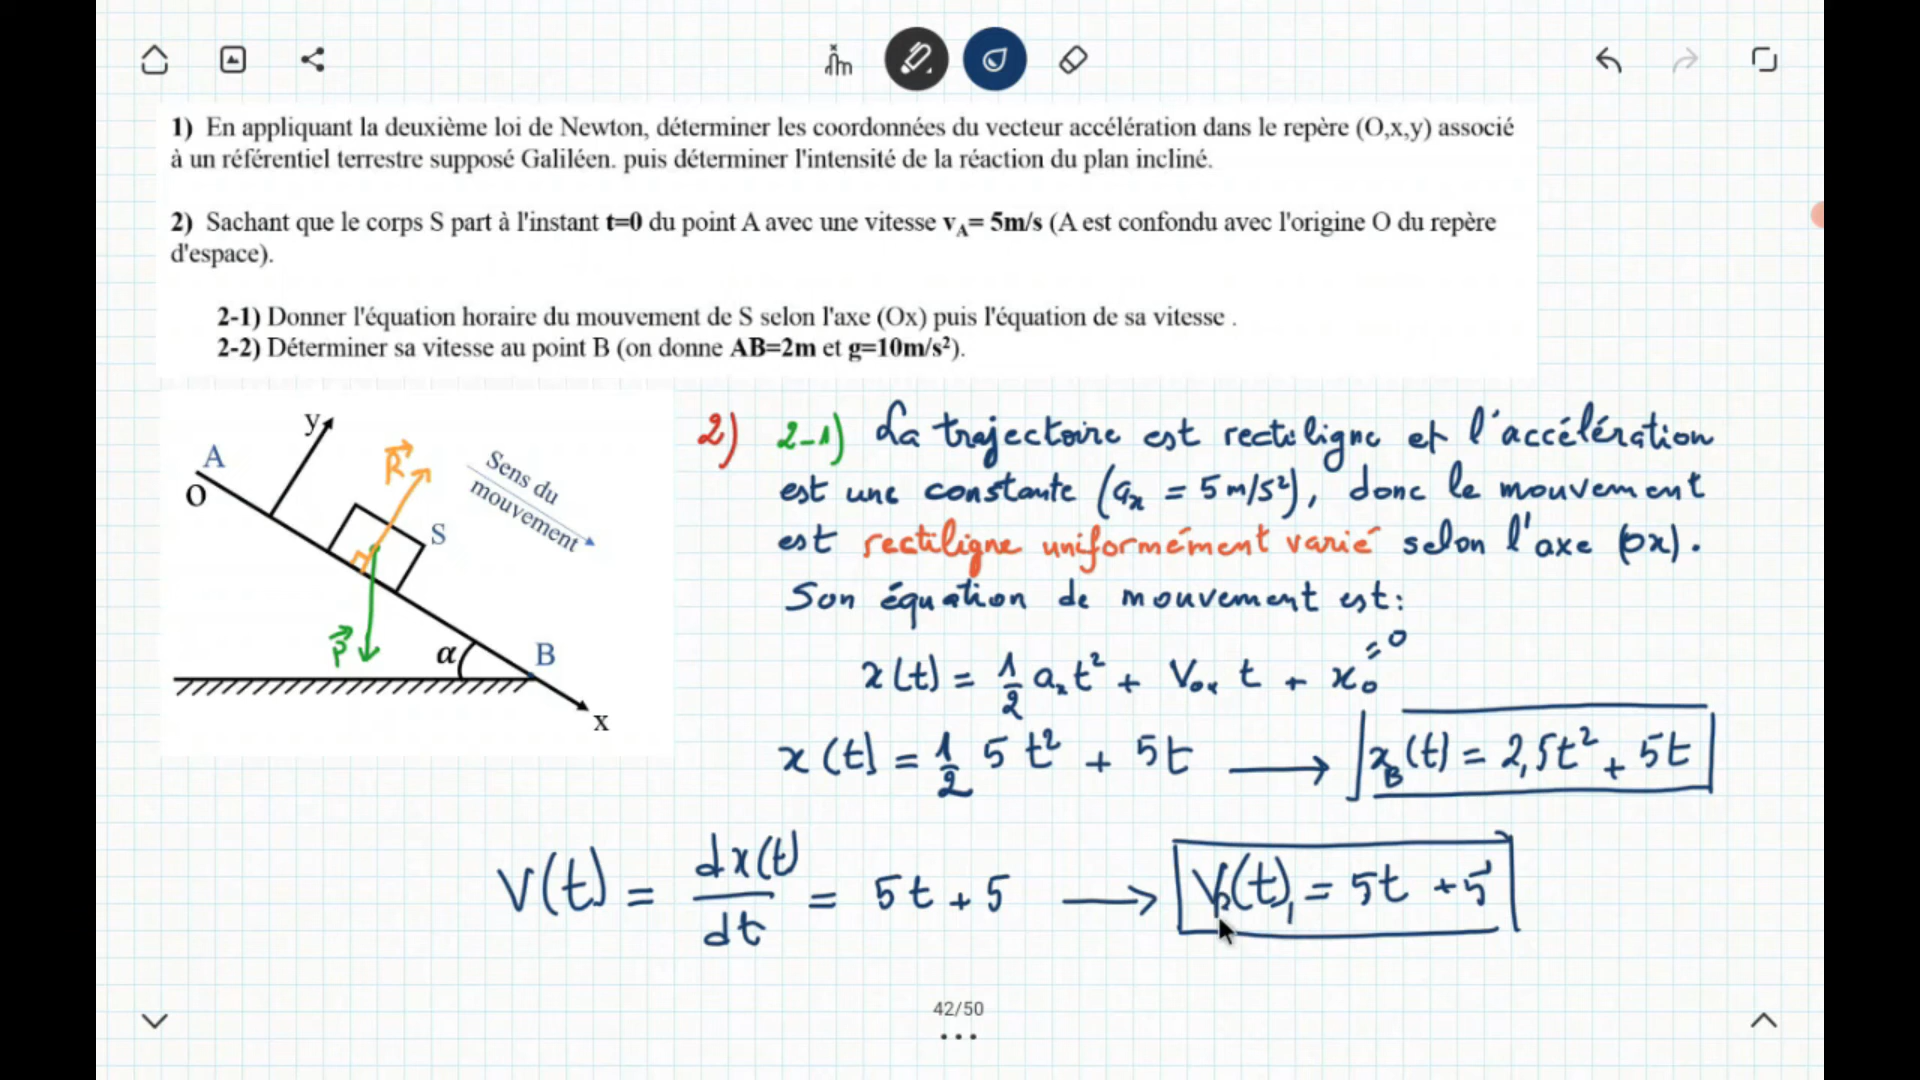 1) En appliquant la deuxième loi de Newton, déterminer les coordonnées du vecteur accélération dans le repère (O,x,y) associé
à un référentiel terrestre supposé Galiléen. puis déterminer l'intensité de la réaction du plan incliné.
2) Sachant que le corps S part à l'instant t=0 du point A avec une vitesse vA= 5m/s (A est confondu avec l'origine O du repère
d'espace).
2-1) Donner l'équation horaire du mouvement de S selon l'axe (Ox) puis l'équation de sa vitesse .
2-2) Déterminer sa vitesse au point B (on donne AB=2m et g=10m/s²).
y
A
O
R
Sens du
mouvement
S
P
α
B
x
2) 2-1) La trajectoire est rectiligne et l'accélération
est une constante (ax = 5 m/s²), donc le mouvement
est rectiligne uniformément varié selon l'axe (ox).
Son équation de mouvement est:
x(t) = 1/2 ax t² + Vox t + x0 = 0
x(t) = 1/2 5 t² + 5t → xB(t) = 2,5t² + 5t
V(t) = dx(t)/dt = 5t + 5 → VB(t) = 5t + 5
42/50